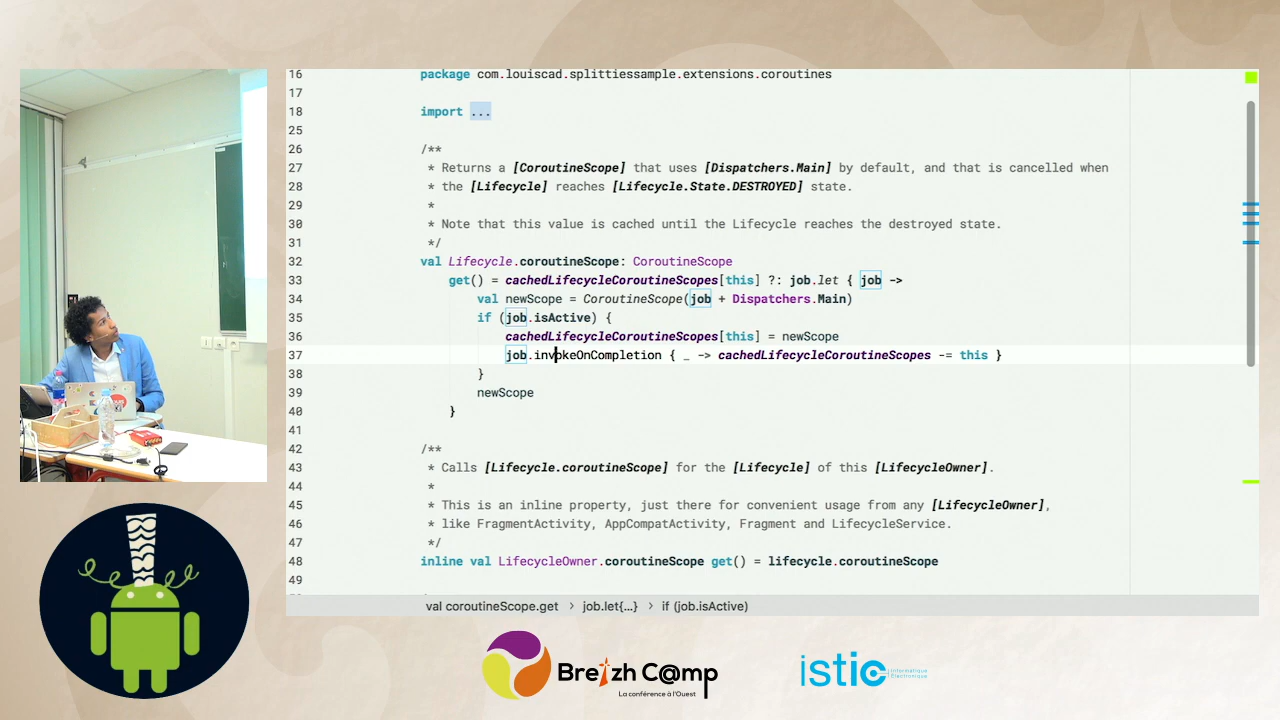 16 package com.louiscad.splittiessample.extensions.coroutines
17
18 import ...
25
26 /**
27 * Returns a [CoroutineScope] that uses [Dispatchers.Main] by default, and that is cancelled when
28 * the [Lifecycle] reaches [Lifecycle.State.DESTROYED] state.
29 *
30 * Note that this value is cached until the Lifecycle reaches the destroyed state.
31 */
32 val Lifecycle.coroutineScope: CoroutineScope
33 get() = cachedLifecycleCoroutineScopes[this] ?: job.let { job ->
34 val newScope = CoroutineScope(job + Dispatchers.Main)
35 if (job.isActive) {
36 cachedLifecycleCoroutineScopes[this] = newScope
37 job.invokeOnCompletion { _ -> cachedLifecycleCoroutineScopes -= this }
38 }
39 newScope
40 }
41
42 /**
43 * Calls [Lifecycle.coroutineScope] for the [Lifecycle] of this [LifecycleOwner].
44 *
45 * This is an inline property, just there for convenient usage from any [LifecycleOwner],
46 * like FragmentActivity, AppCompatActivity, Fragment and LifecycleService.
47 */
48 inline val LifecycleOwner.coroutineScope get() = lifecycle.coroutineScope
49
val coroutineScope.get > job.let{...} > if (job.isActive)
Breizh C@mp
La conférence à l'Ouest
istic
Informatique
Électronique